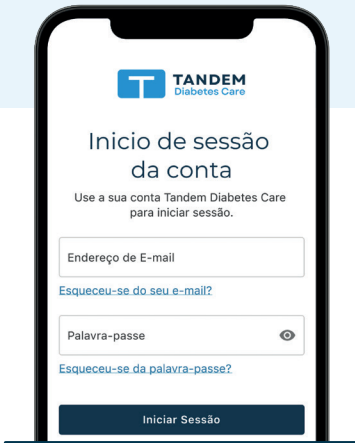 TANDEM
Diabetes Care
Inicio de sessão
da conta
Use a sua conta Tandem Diabetes Care
para iniciar sessão.
Endereço de E-mail
Esqueceu-se do seu e-mail?
Palavra-passe
Esqueceu-se da palavra-passe?
Iniciar Sessão